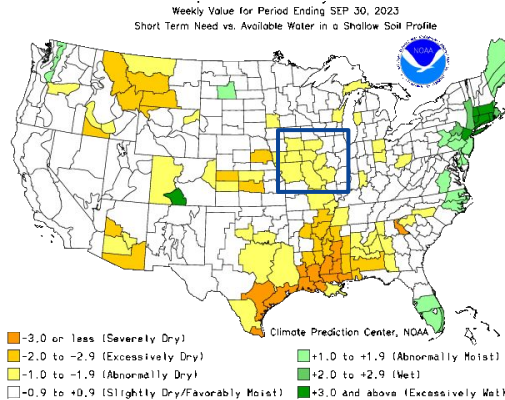 Weekly Value for Period Ending SEP 30, 2023
Short Term Need vs. Available Water in a Shallow Soil Profile
NOAA
Climate Prediction Center, NOAA
-3.0 or less (Severely Dry)
-2.0 to -2.9 (Excessively Dry)
-1.0 to -1.9 (Abnormally Dry)
-0.9 to +0.9 (Slightly Dry/Favorably Moist)
+1.0 to +1.9 (Abnormally Moist)
+2.0 to +2.9 (Wet)
+3.0 and above (Excessively Wet)